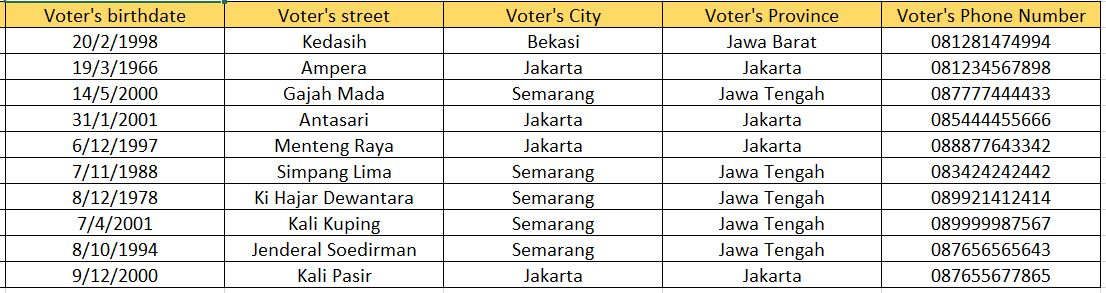 Voter's birthdate Voter's street Voter's City Voter's Province Voter's Phone Number
20/2/1998 Kedasih Bekasi Jawa Barat 081281474994
19/3/1966 Ampera Jakarta Jakarta 081234567898
14/5/2000 Gajah Mada Semarang Jawa Tengah 087777444433
31/1/2001 Antasari Jakarta Jakarta 085444455666
6/12/1997 Menteng Raya Jakarta Jakarta 088877643342
7/11/1988 Simpang Lima Semarang Jawa Tengah 083424242442
8/12/1978 Ki Hajar Dewantara Semarang Jawa Tengah 089921412414
7/4/2001 Kali Kuping Semarang Jawa Tengah 089999987567
8/10/1994 Jenderal Soedirman Semarang Jawa Tengah 087656565643
9/12/2000 Kali Pasir Jakarta Jakarta 087655677865